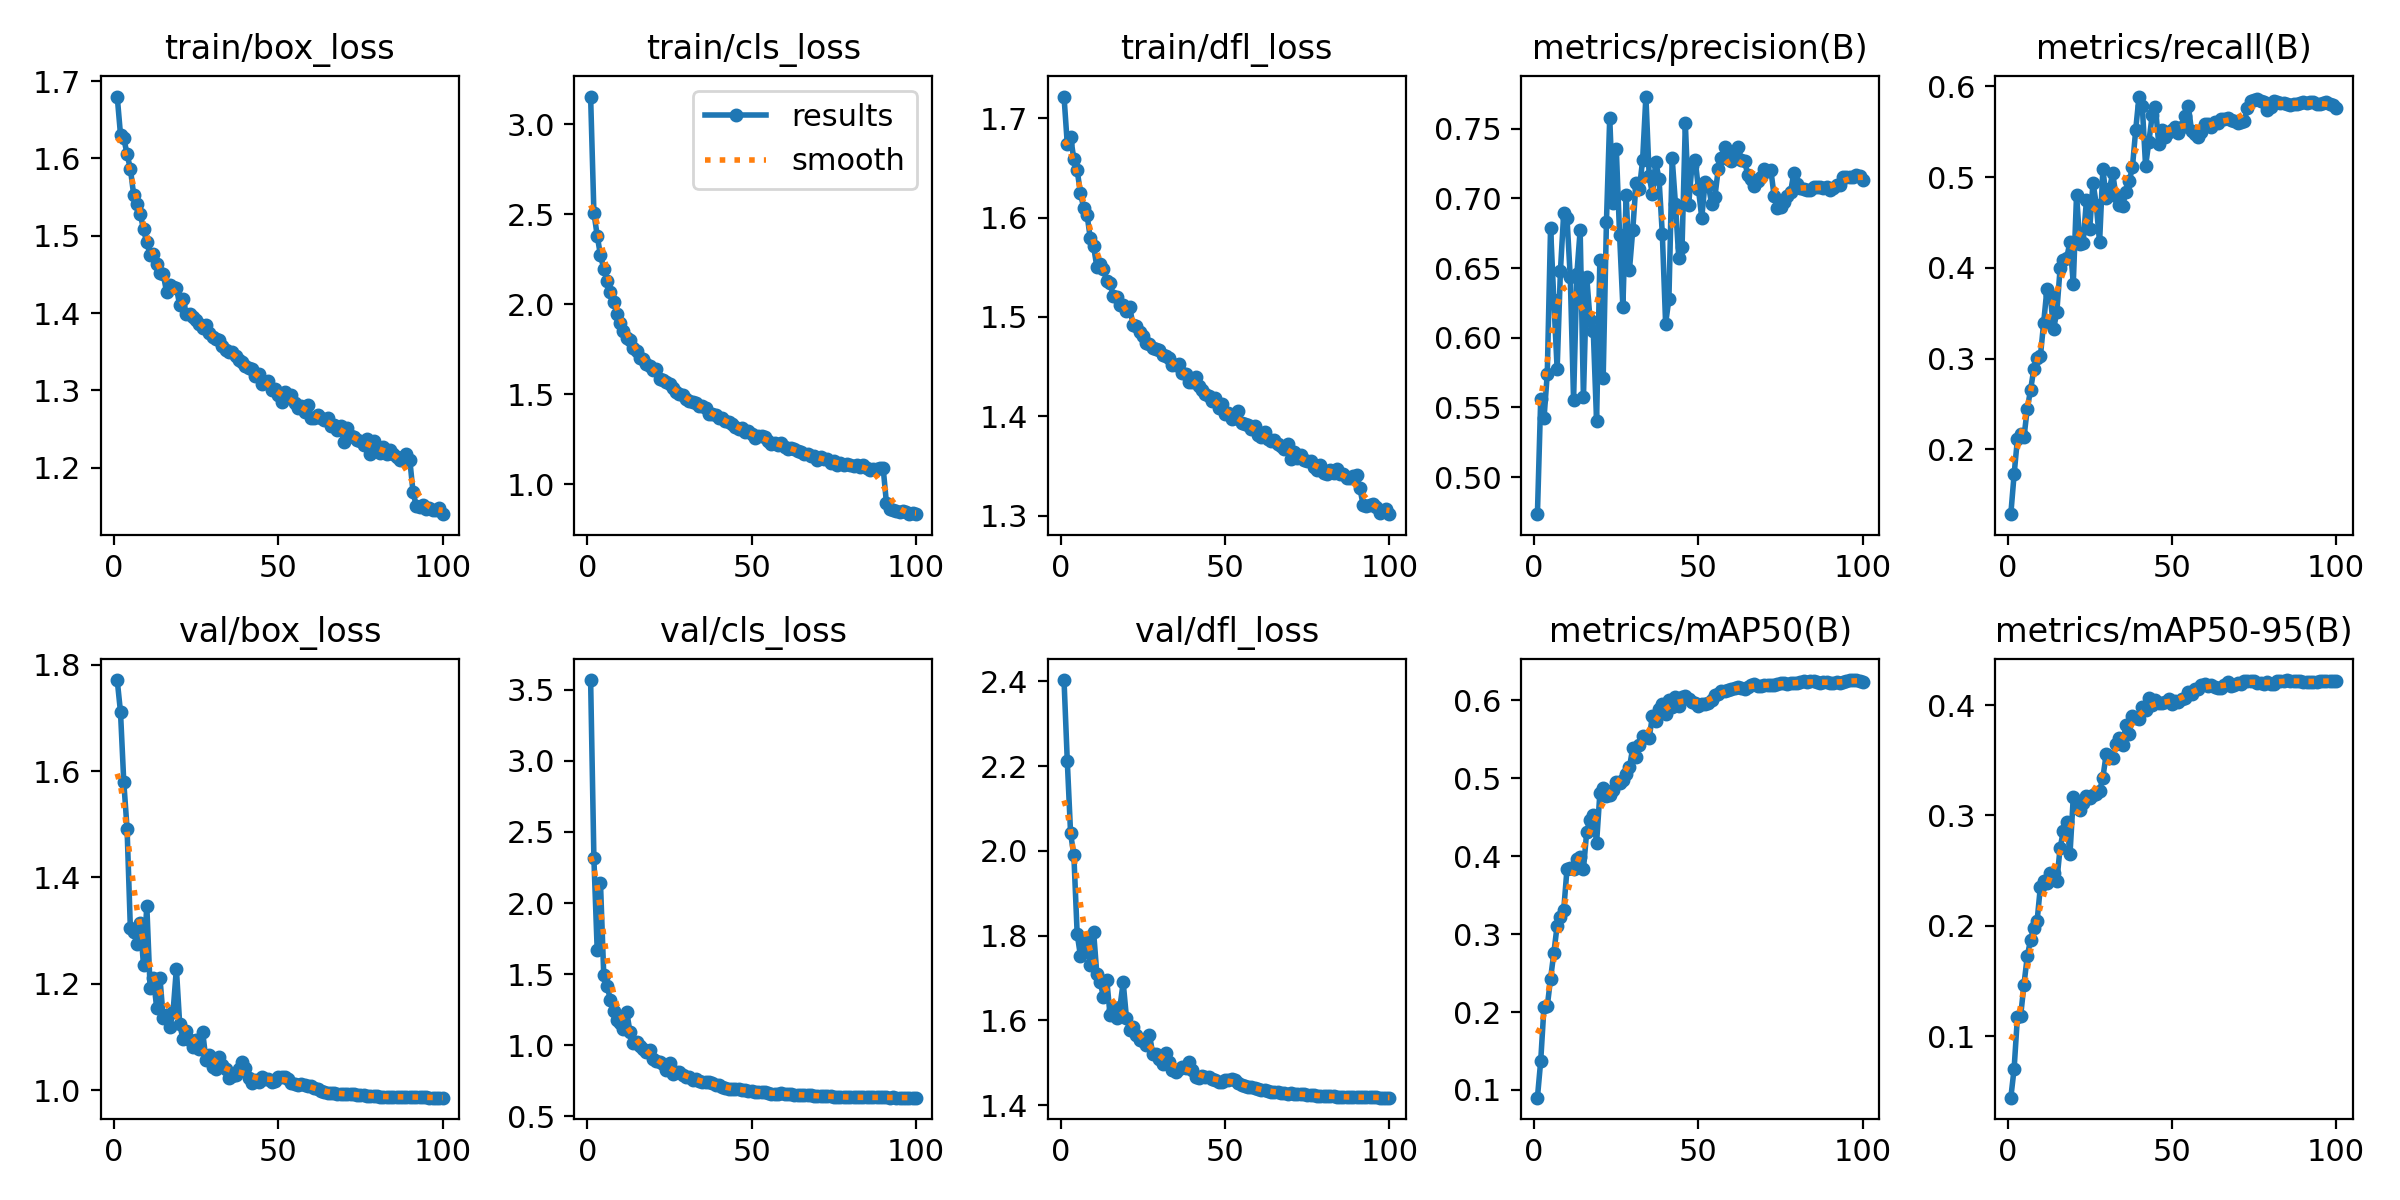 train/box_loss
1.7
1.6
1.5
1.4
1.3
1.2
0 50 100
train/cls_loss
results
smooth
3.0
2.5
2.0
1.5
1.0
0 50 100
train/dfl_loss
1.7
1.6
1.5
1.4
1.3
0 50 100
metrics/precision(B)
0.75
0.70
0.65
0.60
0.55
0.50
0 50 100
metrics/recall(B)
0.6
0.5
0.4
0.3
0.2
0 50 100
val/box_loss
1.8
1.6
1.4
1.2
1.0
0 50 100
val/cls_loss
3.5
3.0
2.5
2.0
1.5
1.0
0.5
0 50 100
val/dfl_loss
2.4
2.2
2.0
1.8
1.6
1.4
0 50 100
metrics/mAP50(B)
0.6
0.5
0.4
0.3
0.2
0.1
0 50 100
metrics/mAP50-95(B)
0.4
0.3
0.2
0.1
0 50 100